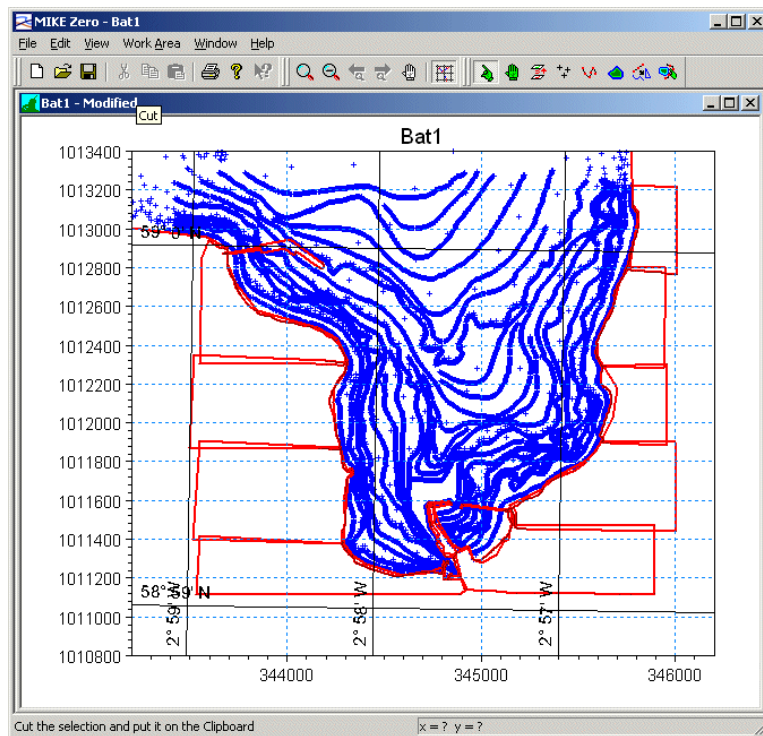 MIKE Zero - Bat1
File Edit View Work Area Window Help
Bat1 - Modified
Cut
Bat1
1013400
1013200
1013000
59° 0' N
1012800
1012600
1012400
1012200
1012000
1011800
1011600
1011400
1011200
58° 59' N
1011000
1010800
2° 59' W
2° 58' W
2° 57' W
344000 345000 346000
Cut the selection and put it on the Clipboard x = ? y = ?